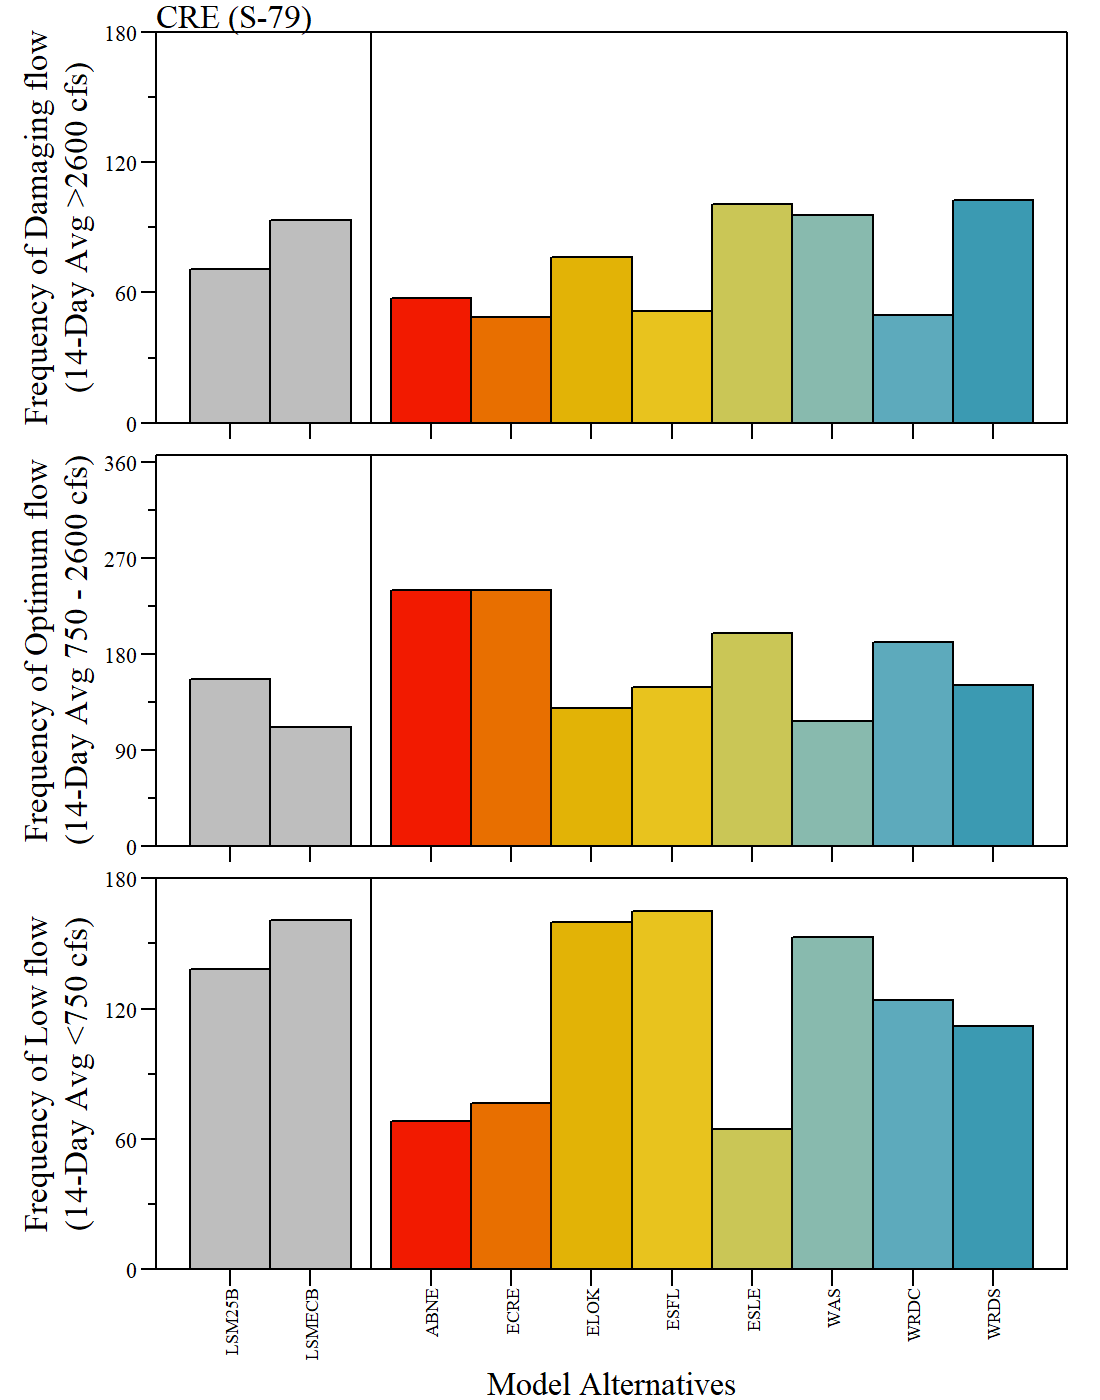 CRE (S-79)
Frequency of Damaging flow
(14-Day Avg >2600 cfs)
180
120
60
0
Frequency of Optimum flow
(14-Day Avg 750 - 2600 cfs)
360
270
180
90
0
Frequency of Low flow
(14-Day Avg <750 cfs)
180
120
60
0
LSM25B
LSMECB
ABNE
ECRE
ELOK
ESFL
ESLE
WAS
WRDC
WRDS
Model Alternatives